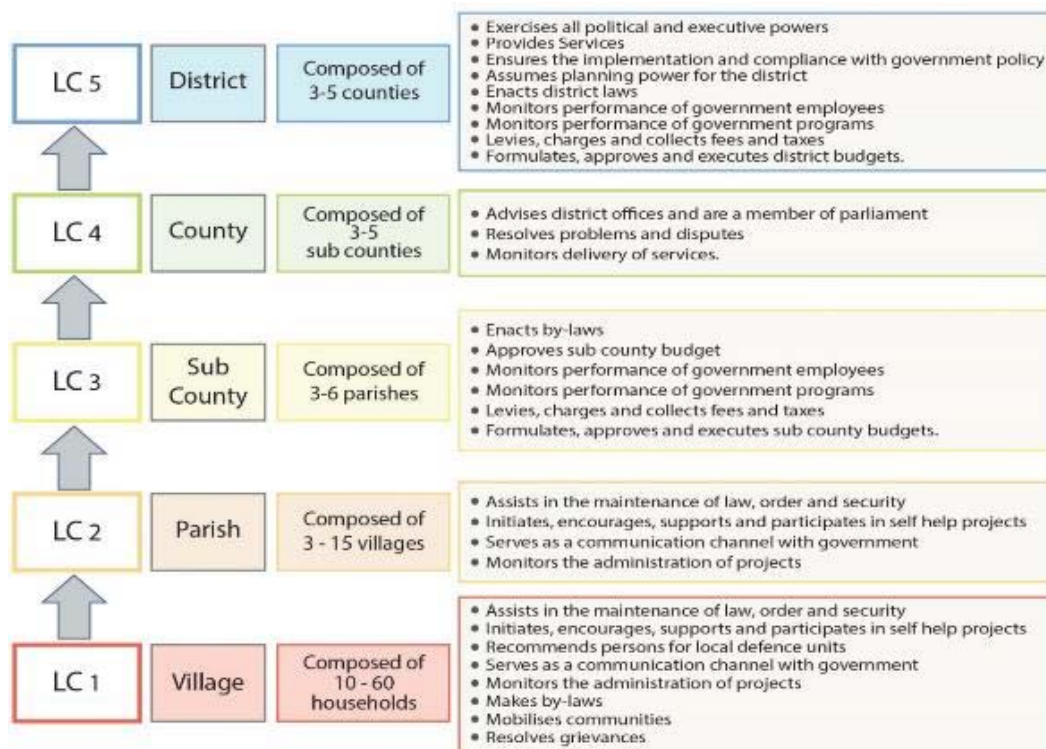 LC 5
District
Composed of
3-5 counties
• Exercises all political and executive powers
• Provides Services
• Ensures the implementation and compliance with government policy
• Assumes planning power for the district
• Enacts district laws
• Monitors performance of government employees
• Monitors performance of government programs
• Levies, charges and collects fees and taxes
• Formulates, approves and executes district budgets.
LC 4
County
Composed of
3-5
sub counties
• Advises district offices and are a member of parliament
• Resolves problems and disputes
• Monitors delivery of services.
LC 3
Sub
County
Composed of
3-6 parishes
• Enacts by-laws
• Approves sub county budget
• Monitors performance of government employees
• Monitors performance of government programs
• Levies, charges and collects fees and taxes
• Formulates, approves and executes sub county budgets.
LC 2
Parish
Composed of
3 - 15 villages
• Assists in the maintenance of law, order and security
• Initiates, encourages, supports and participates in self help projects
• Serves as a communication channel with government
• Monitors the administration of projects
LC 1
Village
Composed of
10 - 60
households
• Assists in the maintenance of law, order and security
• Initiates, encourages, supports and participates in self help projects
• Recommends persons for local defence units
• Serves as a communication channel with government
• Monitors the administration of projects
• Makes by-laws
• Mobilises communities
• Resolves grievances